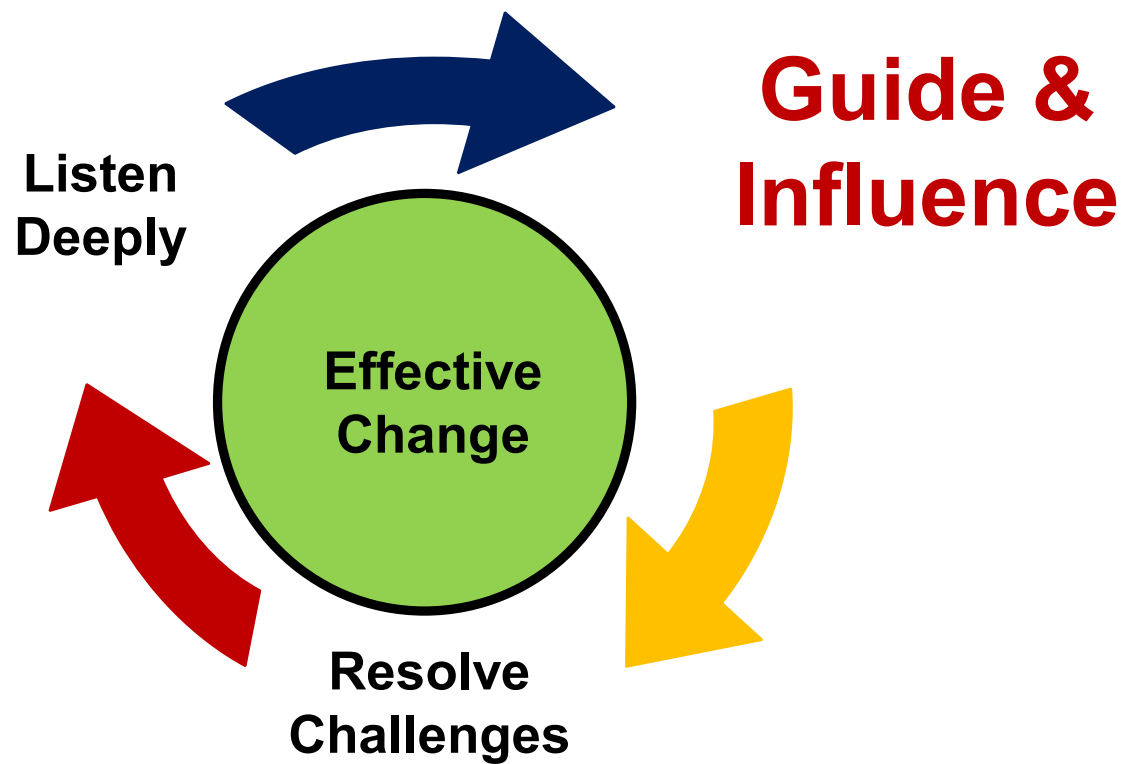 Guide &
Influence
Listen
Deeply
Effective
Change
Resolve
Challenges